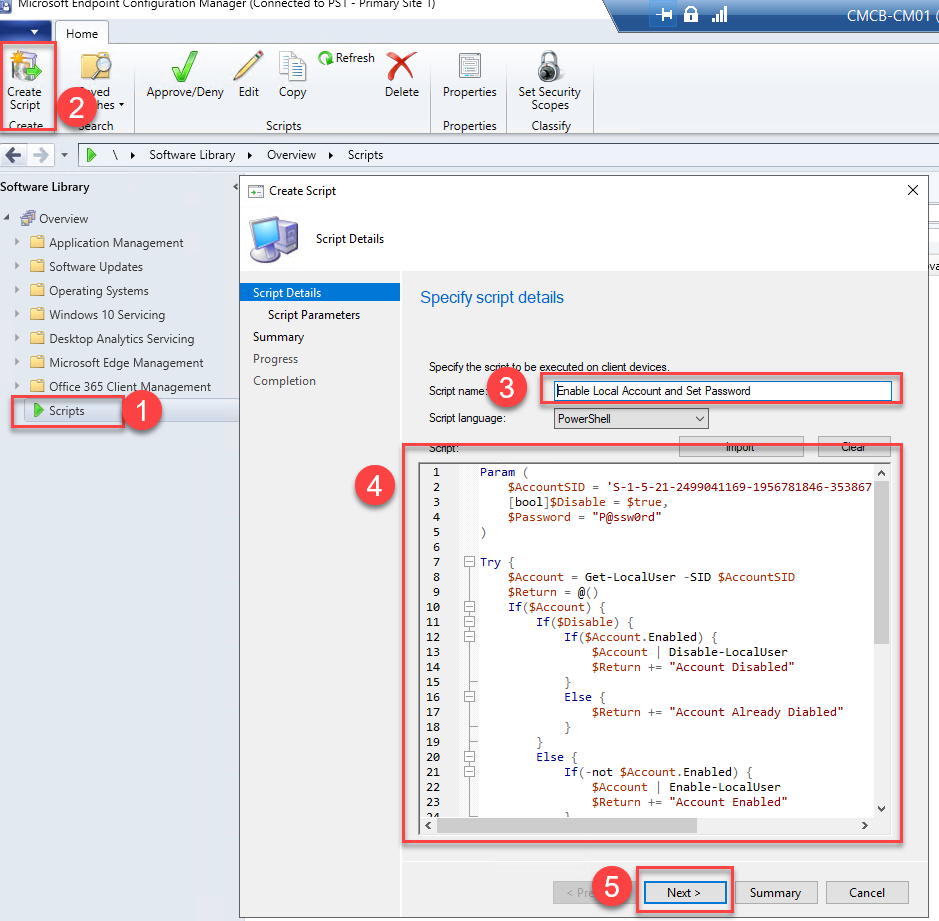 Microsoft Endpoint Configuration Manager (Connected to PST - Primary Site 1)
CMCB-CM01 (
Home
Create Script
Approve/Deny
Edit
Copy
Refresh
Delete
Properties
Set Security Scopes
2
Create
Search
Scripts
Properties
Classify
\ Software Library Overview Scripts
Software Library
Overview
Application Management
Software Updates
Operating Systems
Windows 10 Servicing
Desktop Analytics Servicing
Microsoft Edge Management
Office 365 Client Management
Scripts
1
Create Script
Script Details
Script Details
Script Parameters
Summary
Progress
Completion
Specify script details
Specify the script to be executed on client devices.
Script name: 3 Enable Local Account and Set Password
Script language: PowerShell
Script: Import Clear
4
1 Param (
2 $AccountSID = 'S-1-5-21-2499041169-1956781846-353867
3 [bool]$Disable = $true,
4 $Password = "P@ssw0rd"
5 )
6
7 Try {
8 $Account = Get-LocalUser -SID $AccountSID
9 $Return = @()
10 If($Account) {
11 If($Disable) {
12 If($Account.Enabled) {
13 $Account | Disable-LocalUser
14 $Return += "Account Disabled"
15 }
16 Else {
17 $Return += "Account Already Diabled"
18 }
19 }
20 Else {
21 If(-not $Account.Enabled) {
22 $Account | Enable-LocalUser
23 $Return += "Account Enabled"
24 }
5
Next >
Summary
Cancel